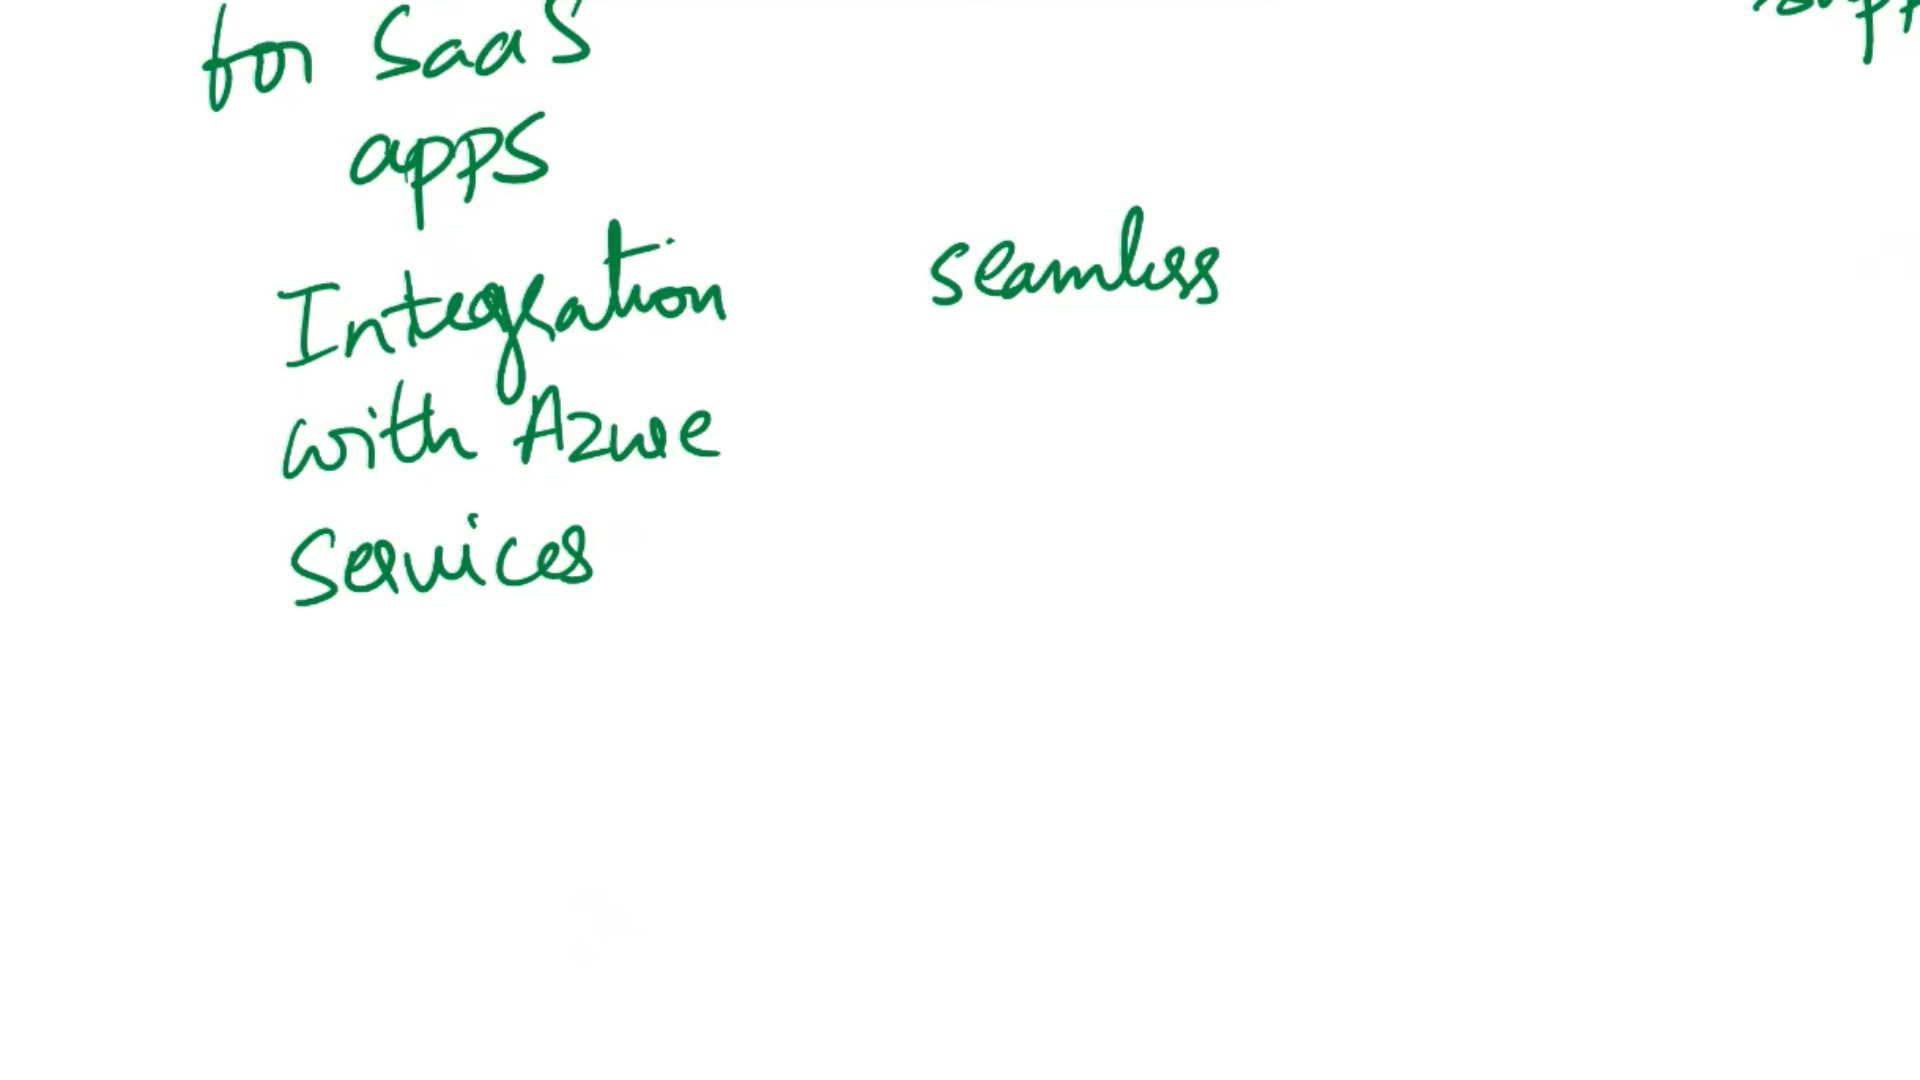 for SaaS
apps
Integration seamless
with Azure
Services